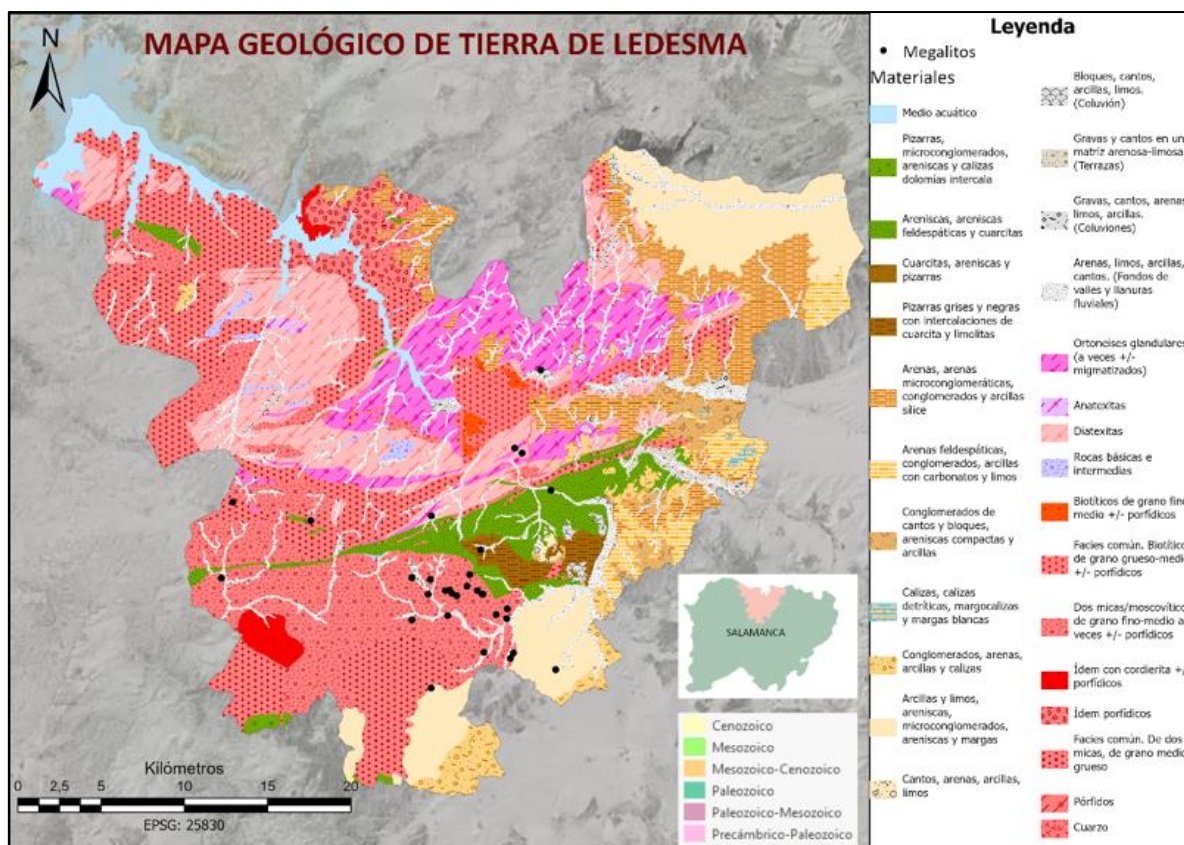 MAPA GEOLÓGICO DE TIERRA DE LEDESMA
N
Kilómetros
0 2,5 5 10 15 20
EPSG: 25830
SALAMANCA
Cenozoico
Mesozoico
Mesozoico-Cenozoico
Paleozoico
Paleozoico-Mesozoico
Precámbrico-Paleozoico
Leyenda
Megalitos
Materiales
Medio acuático
Pizarras,
microconglomerados,
areniscas y calizas
dolomías intercala
Areniscas, areniscas
feldespáticas y cuarcitas
Cuarcitas, areniscas y
pizarras
Pizarras grises y negras
con intercalaciones de
cuarcita y limolitas
Arenas, arenas
microconglomeráticas,
conglomerados y arcillas
sílice
Arenas feldespáticas,
conglomerados, arcillas
con carbonatos y limos
Conglomerados de
cantos y bloques,
areniscas compactas y
arcillas
Calizas, calizas
detríticas, margocalizas
y margas blancas
Conglomerados, arenas,
arcillas y calizas
Arcillas y limos,
areniscas,
microconglomerados,
areniscas y margas
Cantos, arenas, arcillas,
limos
Bloques, cantos,
arcillas, limos.
(Coluvión)
Gravas y cantos en un
matriz arenosa-limosa
(Terrazas)
Gravas, cantos, arenas
limos, arcillas.
(Coluviones)
Arenas, limos, arcillas,
cantos. (Fondos de
valles y llanuras
fluviales)
Ortoneises glandulares
(a veces +/-
migmatizados)
Anatexitas
Diatexitas
Rocas básicas e
intermedias
Biotíticos de grano fino
medio +/- porfídicos
Facies común. Biotític
de grano grueso-medi
+/- porfídicos
Dos micas/moscovític
de grano fino-medio a
veces +/- porfídicos
Ídem con cordierita +/
porfídicos
Ídem porfídicos
Facies común. De dos
micas, de grano medi
grueso
Pórfidos
Cuarzo